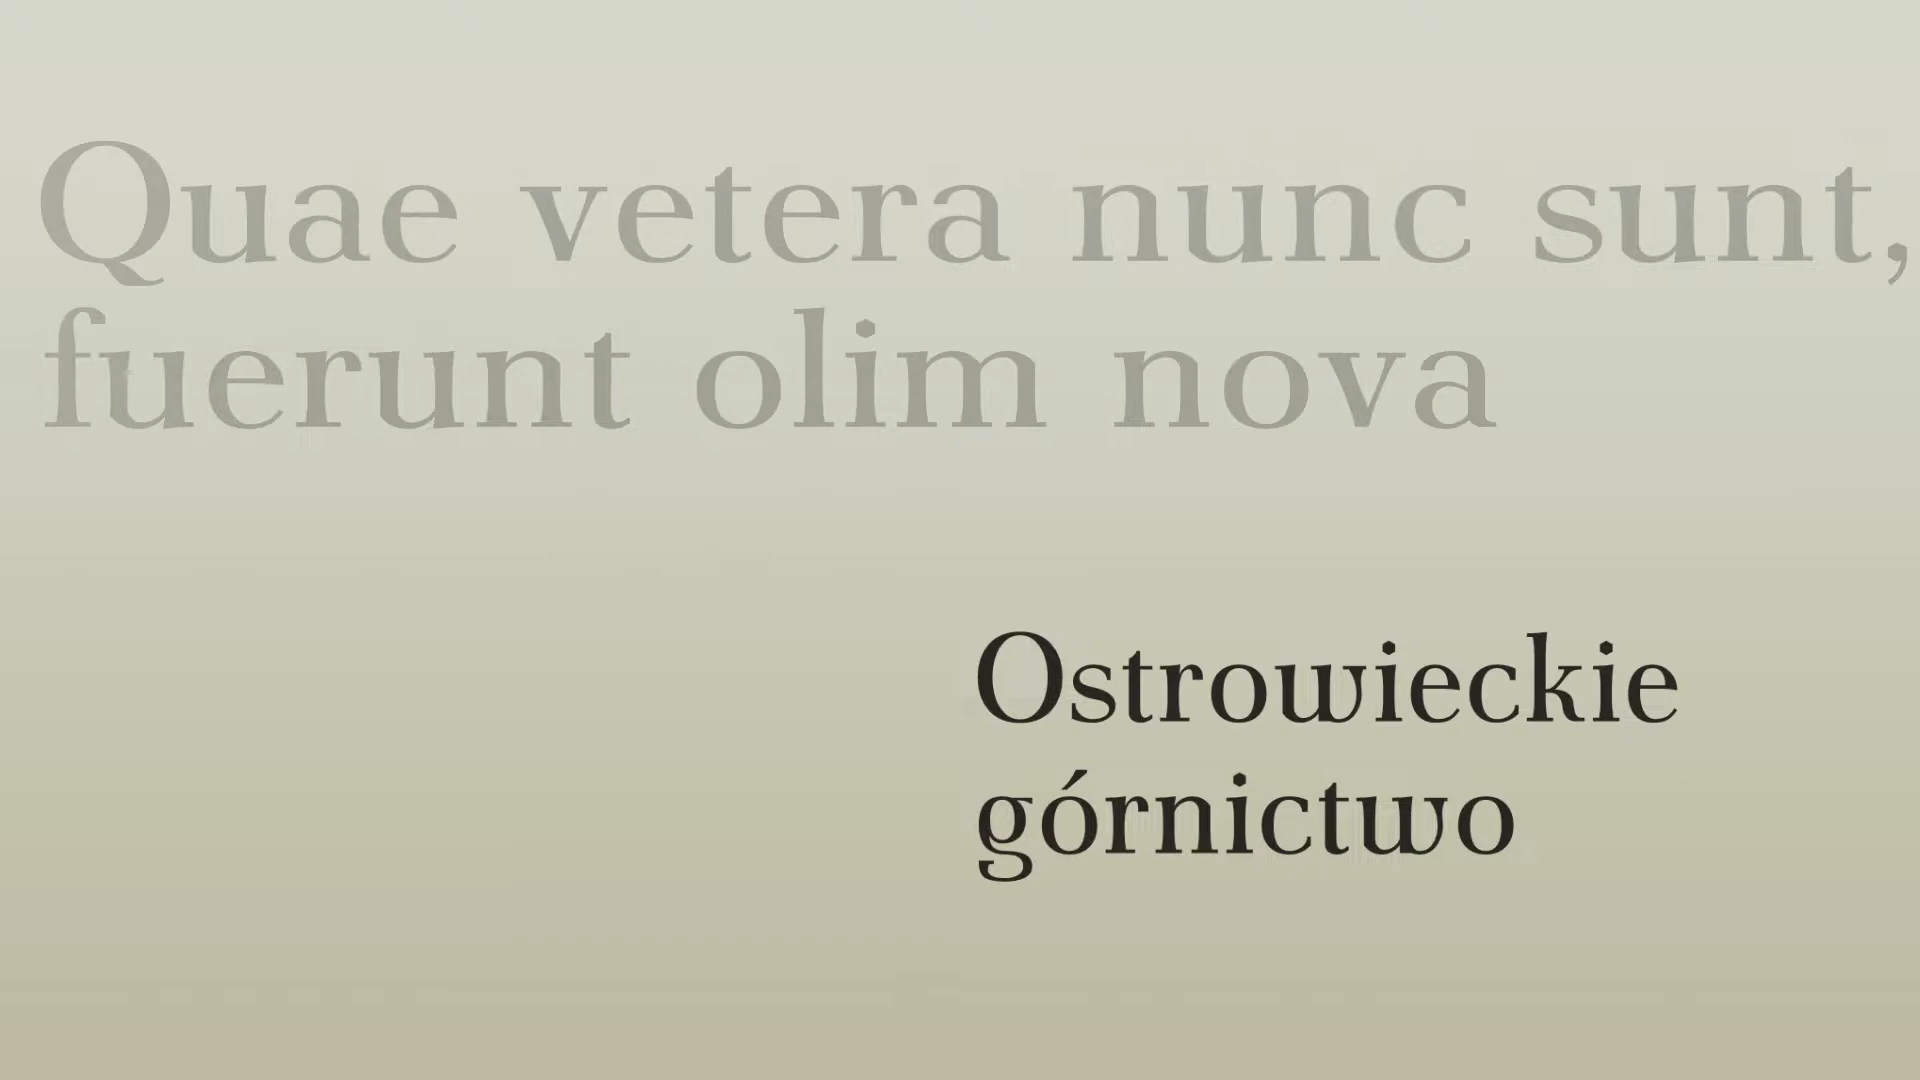 Quae vetera nunc sunt,
fuerunt olim nova
Ostrowieckie
górnictwo